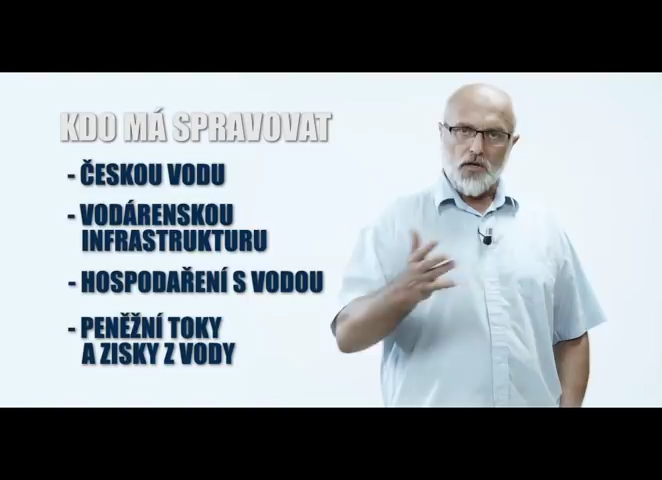 KDO MÁ SPRAVOVAT
- ČESKOU VODU
- VODÁRENSKOU
INFRASTRUKTURU
- HOSPODAŘENÍ S VODOU
- PENĚŽNÍ TOKY
A ZISKY Z VODY